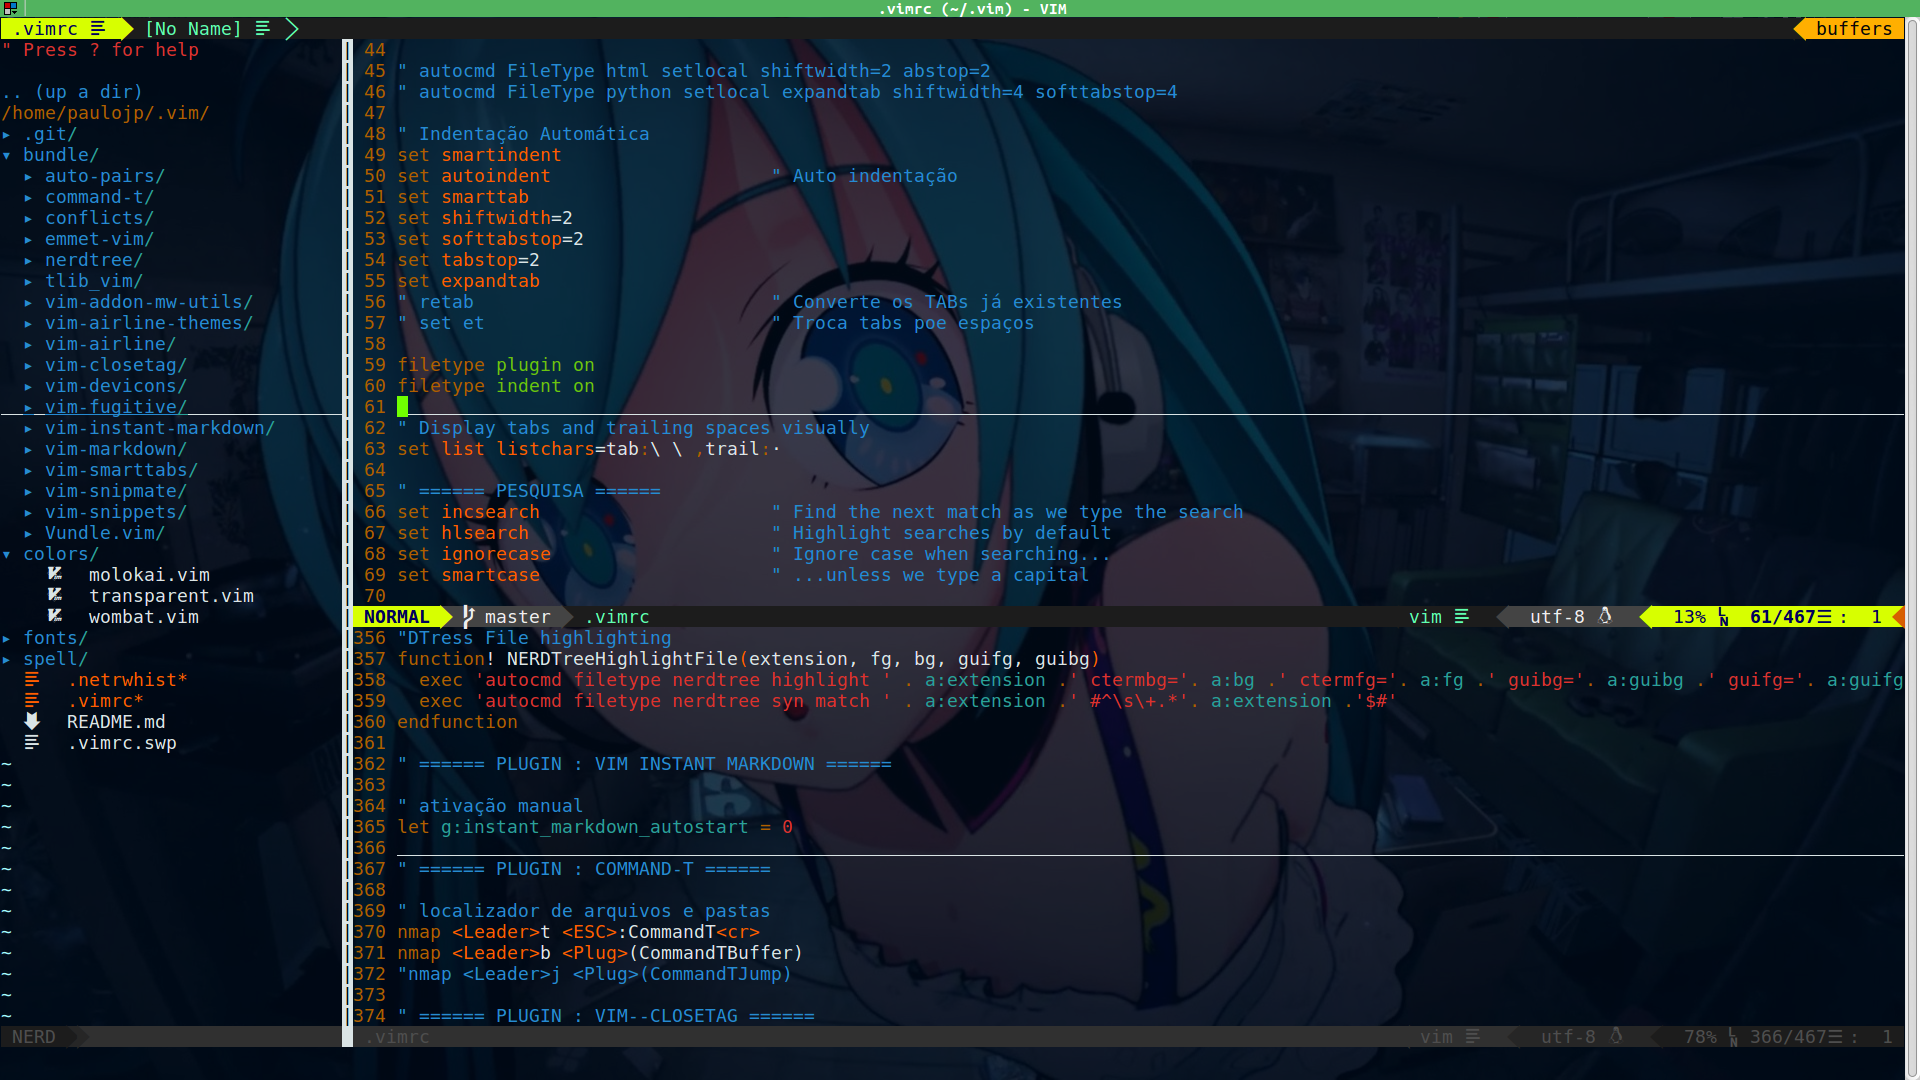 .vimrc (~/.vim) - VIM
.vimrc [No Name] buffers
" Press ? for help
.. (up a dir)
/home/paulojp/.vim/
▸ .git/
▾ bundle/
▸ auto-pairs/
▸ command-t/
▸ conflicts/
▸ emmet-vim/
▸ nerdtree/
▸ tlib_vim/
▸ vim-addon-mw-utils/
▸ vim-airline-themes/
▸ vim-airline/
▸ vim-closetag/
▸ vim-devicons/
▸ vim-fugitive/
▸ vim-instant-markdown/
▸ vim-markdown/
▸ vim-smarttabs/
▸ vim-snipmate/
▸ vim-snippets/
▸ Vundle.vim/
▾ colors/
molokai.vim
transparent.vim
wombat.vim
▸ fonts/
▸ spell/
.netrwhist*
.vimrc*
README.md
.vimrc.swp
~
~
~
~
~
~
~
~
~
~
~
~
~
NERD
44
45 " autocmd FileType html setlocal shiftwidth=2 abstop=2
46 " autocmd FileType python setlocal expandtab shiftwidth=4 softtabstop=4
47
48 " Indentação Automática
49 set smartindent
50 set autoindent " Auto indentação
51 set smarttab
52 set shiftwidth=2
53 set softtabstop=2
54 set tabstop=2
55 set expandtab
56 " retab " Converte os TABs já existentes
57 " set et " Troca tabs poe espaços
58
59 filetype plugin on
60 filetype indent on
61
62 " Display tabs and trailing spaces visually
63 set list listchars=tab:\ \ ,trail:·
64
65 " ====== PESQUISA ======
66 set incsearch " Find the next match as we type the search
67 set hlsearch " Highlight searches by default
68 set ignorecase " Ignore case when searching...
69 set smartcase " ...unless we type a capital
70
NORMAL master .vimrc vim utf-8 13% LN 61/467☰ : 1
356 "DTress File highlighting
357 function! NERDTreeHighlightFile(extension, fg, bg, guifg, guibg)
358 exec 'autocmd filetype nerdtree highlight ' . a:extension .' ctermbg='. a:bg .' ctermfg='. a:fg .' guibg='. a:guibg .' guifg='. a:guifg
359 exec 'autocmd filetype nerdtree syn match ' . a:extension .' #^\s\+.*'. a:extension .'$#'
360 endfunction
361
362 " ====== PLUGIN : VIM INSTANT MARKDOWN ======
363
364 " ativação manual
365 let g:instant_markdown_autostart = 0
366
367 " ====== PLUGIN : COMMAND-T ======
368
369 " localizador de arquivos e pastas
370 nmap <Leader>t <ESC>:CommandT<cr>
371 nmap <Leader>b <Plug>(CommandTBuffer)
372 "nmap <Leader>j <Plug>(CommandTJump)
373
374 " ====== PLUGIN : VIM--CLOSETAG ======
.vimrc vim utf-8 78% LN 366/467☰ : 1